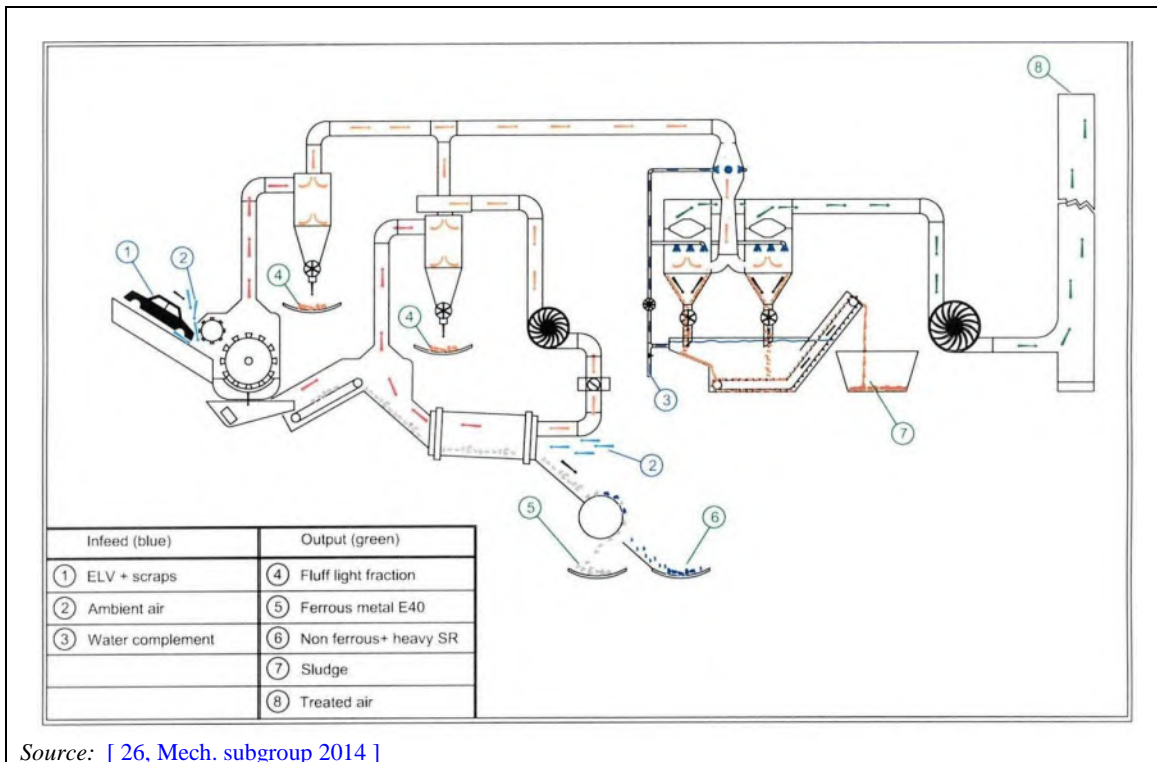 8
1
2
4
4
3
7
2
5
6
Infeed (blue) Output (green)
1 ELV + scraps 4 Fluff light fraction
2 Ambient air 5 Ferrous metal E40
3 Water complement 6 Non ferrous+ heavy SR
7 Sludge
8 Treated air
Source: [ 26, Mech. subgroup 2014 ]